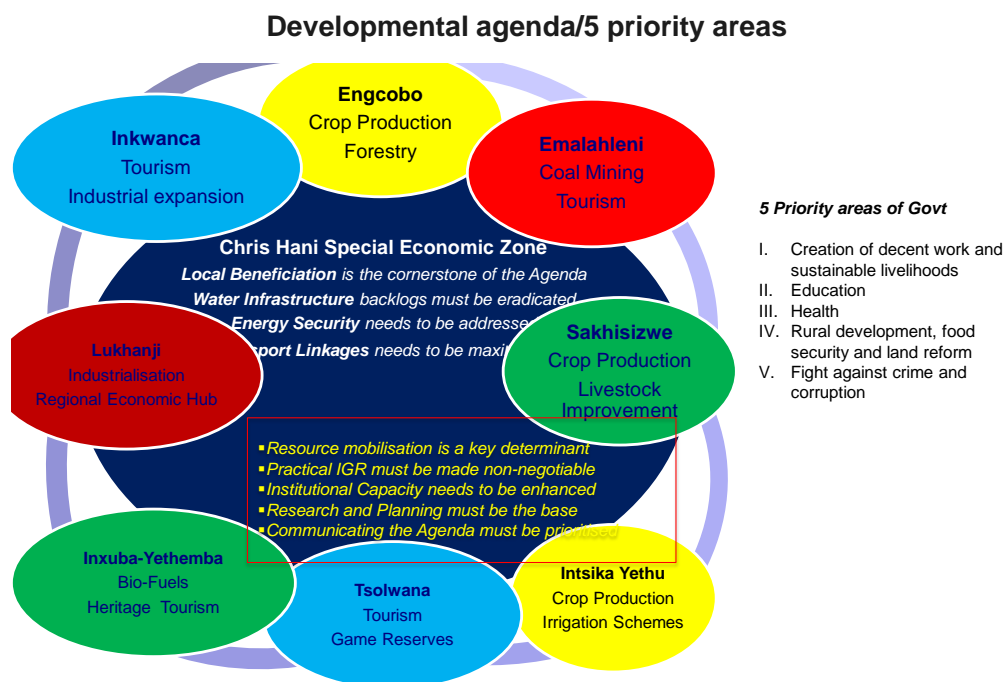 Developmental agenda/5 priority areas
Engcobo
Crop Production
Forestry
Inkwanca
Tourism
Industrial expansion
Emalahleni
Coal Mining
Tourism
Chris Hani Special Economic Zone
Local Beneficiation is the cornerstone of the Agenda
Water Infrastructure backlogs must be eradicated
Energy Security needs to be addresse
sport Linkages needs to be maxi
Lukhanji
Industrialisation
Regional Economic Hub
Sakhisizwe
Crop Production
Livestock
Improvement
▪Resource mobilisation is a key determinant
▪Practical IGR must be made non-negotiable
▪Institutional Capacity needs to be enhanced
▪Research and Planning must be the base
▪Communicating the Agenda must be prioritised
Inxuba-Yethemba
Bio-Fuels
Heritage Tourism
Tsolwana
Tourism
Game Reserves
Intsika Yethu
Crop Production
Irrigation Schemes
5 Priority areas of Govt
I. Creation of decent work and
sustainable livelihoods
II. Education
III. Health
IV. Rural development, food
security and land reform
V. Fight against crime and
corruption